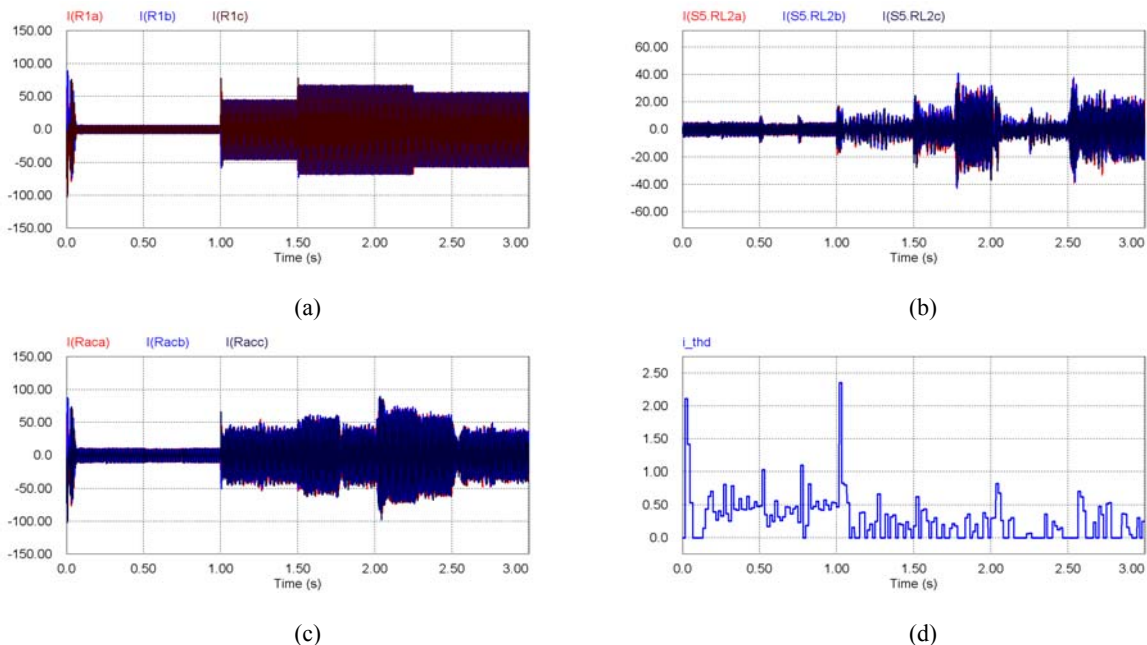 I(R1a) I(R1b) I(R1c)
150.00
100.00
50.00
0.0
-50.00
-100.00
-150.00
0.0 0.50 1.00 1.50 2.00 2.50 3.00
Time (s)
(a)
I(S5.RL2a) I(S5.RL2b) I(S5.RL2c)
60.00
40.00
20.00
0.0
-20.00
-40.00
-60.00
0.0 0.50 1.00 1.50 2.00 2.50 3.00
Time (s)
(b)
I(Raca) I(Racb) I(Racc)
150.00
100.00
50.00
0.0
-50.00
-100.00
-150.00
0.0 0.50 1.00 1.50 2.00 2.50 3.00
Time (s)
(c)
i_thd
2.50
2.00
1.50
1.00
0.50
0.0
0.0 0.50 1.00 1.50 2.00 2.50 3.00
Time (s)
(d)